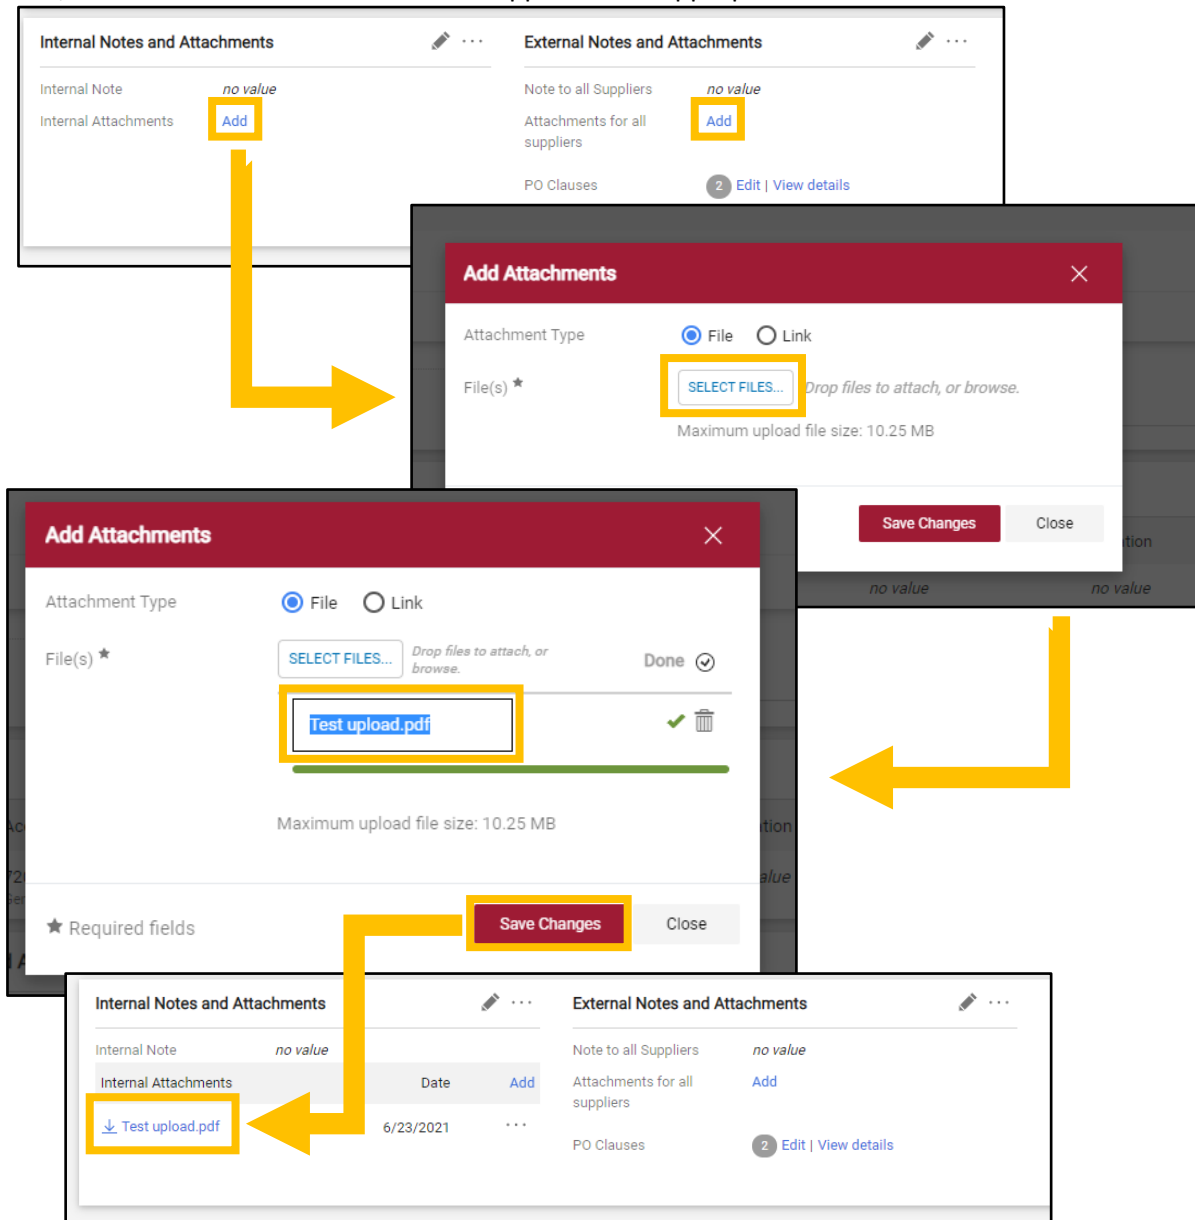 Internal Notes and Attachments
External Notes and Attachments
Internal Note no value
Note to all Suppliers no value
Internal Attachments Add
Attachments for all suppliers Add
PO Clauses 2 Edit | View details
Add Attachments
Attachment Type File Link
File(s) ★ SELECT FILES... Drop files to attach, or browse.
Maximum upload file size: 10.25 MB
Save Changes Close
tion
no value no value
Add Attachments
Attachment Type File Link
File(s) ★ SELECT FILES... Drop files to attach, or browse. Done
Test upload.pdf
Maximum upload file size: 10.25 MB
★ Required fields Save Changes Close
Internal Notes and Attachments
External Notes and Attachments
Internal Note no value
Note to all Suppliers no value
Internal Attachments Date Add
Attachments for all suppliers Add
Test upload.pdf 6/23/2021
PO Clauses 2 Edit | View details